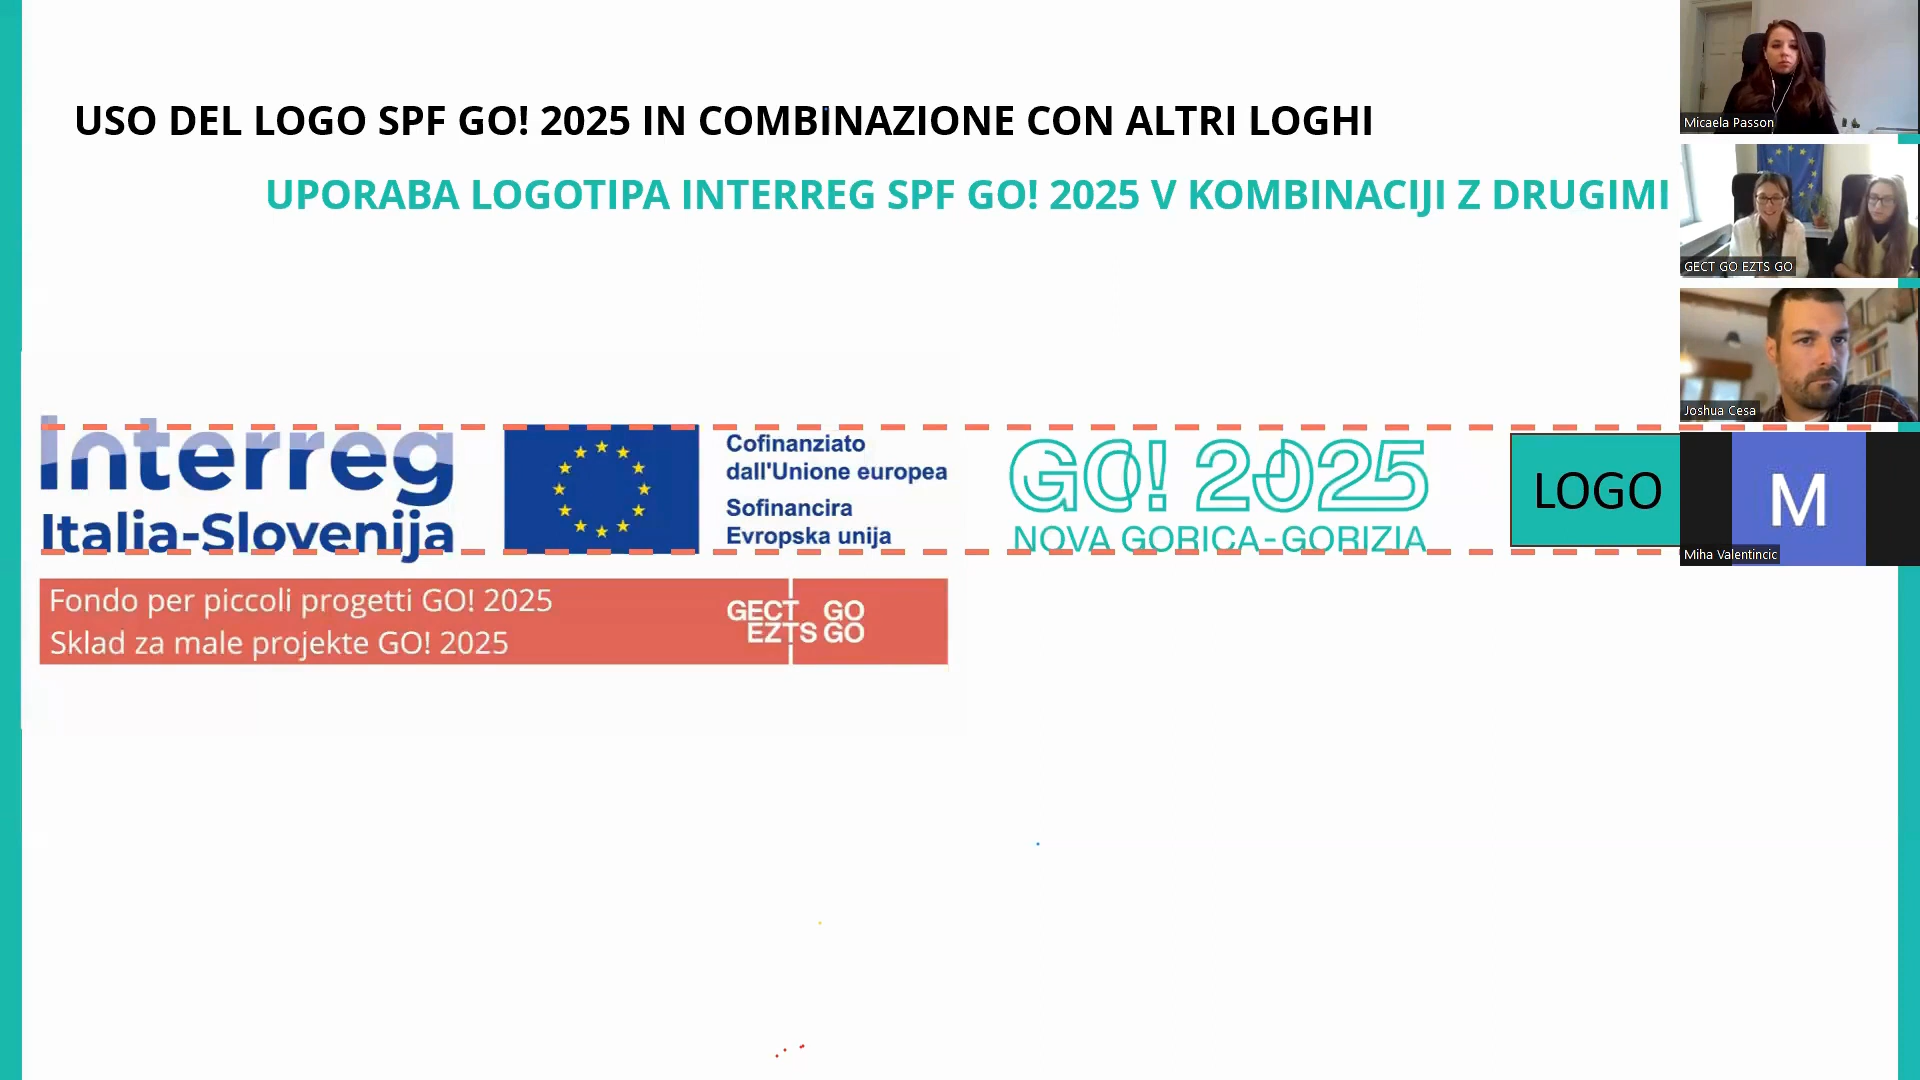 USO DEL LOGO SPF GO! 2025 IN COMBINAZIONE CON ALTRI LOGHI
UPORABA LOGOTIPA INTERREG SPF GO! 2025 V KOMBINACIJI Z DRUGIMI
Interreg
Italia-Slovenija
Cofinanziato
dall'Unione europea
Sofinancira
Evropska unija
GO! 2025
NOVA GORICA-GORIZIA
LOGO
Fondo per piccoli progetti GO! 2025
Sklad za male projekte GO! 2025
GECT GO
EZTS GO
Micaela Passon
GECT GO EZTS GO
Joshua Cesa
M
Miha Valentincic